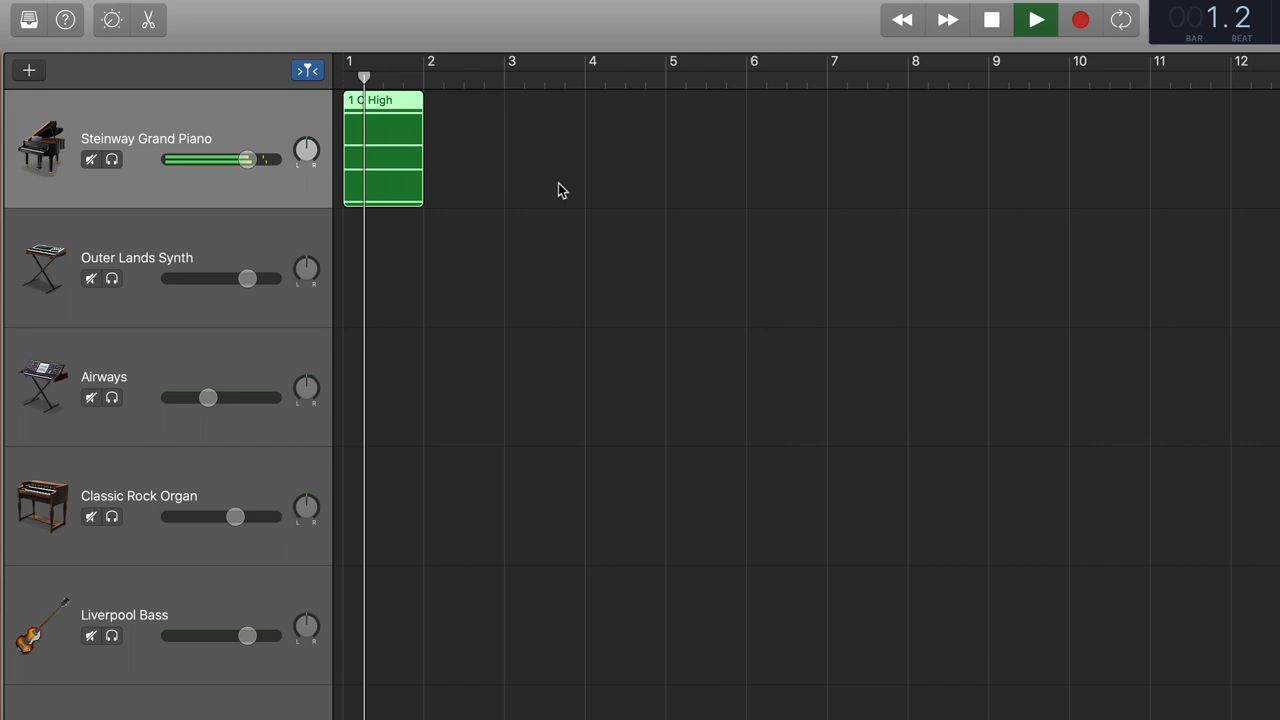 001.2
BAR BEAT
1 2 3 4 5 6 7 8 9 10 11 12
1 C High
Steinway Grand Piano
L R
Outer Lands Synth
L R
Airways
L R
Classic Rock Organ
L R
Liverpool Bass
L R